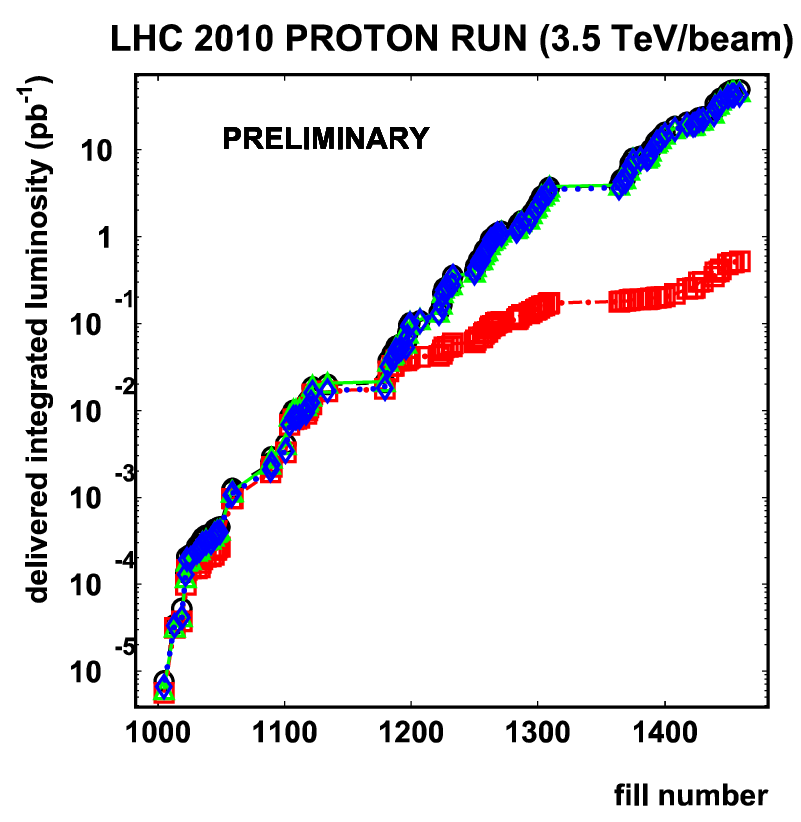 LHC 2010 PROTON RUN (3.5 TeV/beam)
delivered integrated luminosity (pb-1)
PRELIMINARY
10
1
10-1
10-2
10-3
10-4
10-5
1000 1100 1200 1300 1400
fill number